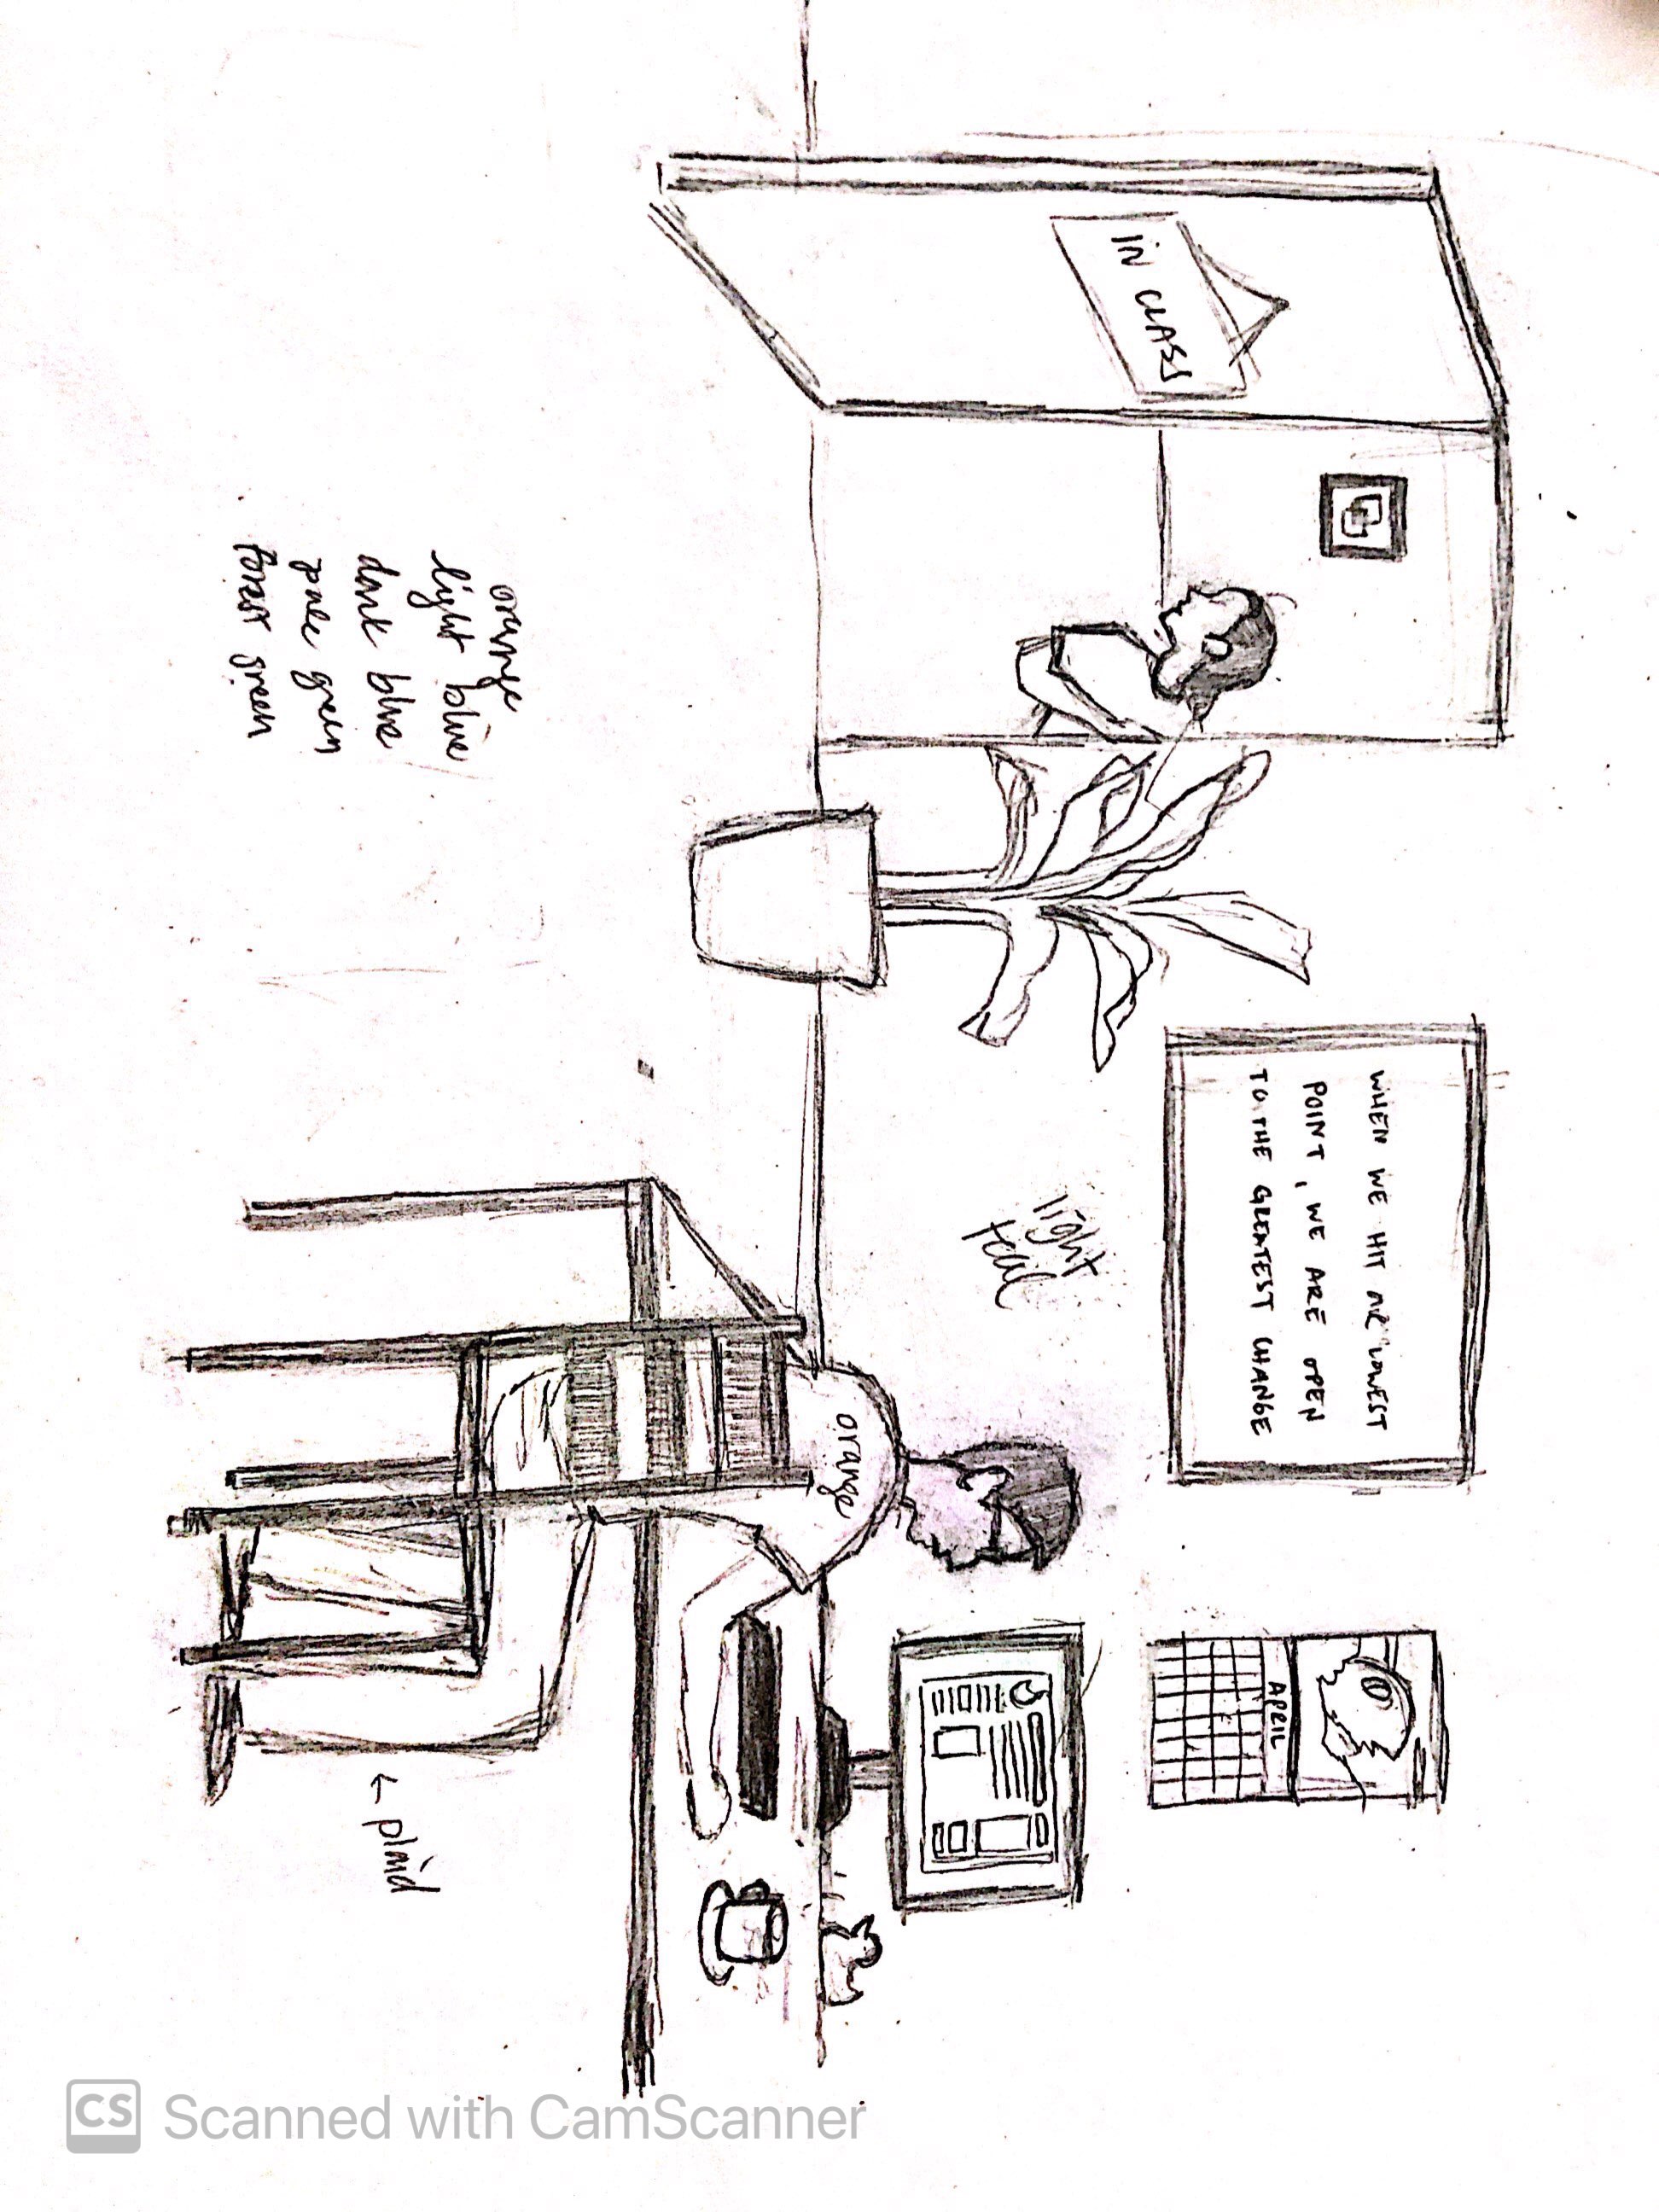 WHEN WE HIT OUR LOWEST
POINT, WE ARE OPEN
TO THE GREATEST CHANGE
APRIL
IN CLASS
light
teal
orange
orange
light blue
dark blue
pale green
forest green
← plaid
CS Scanned with CamScanner